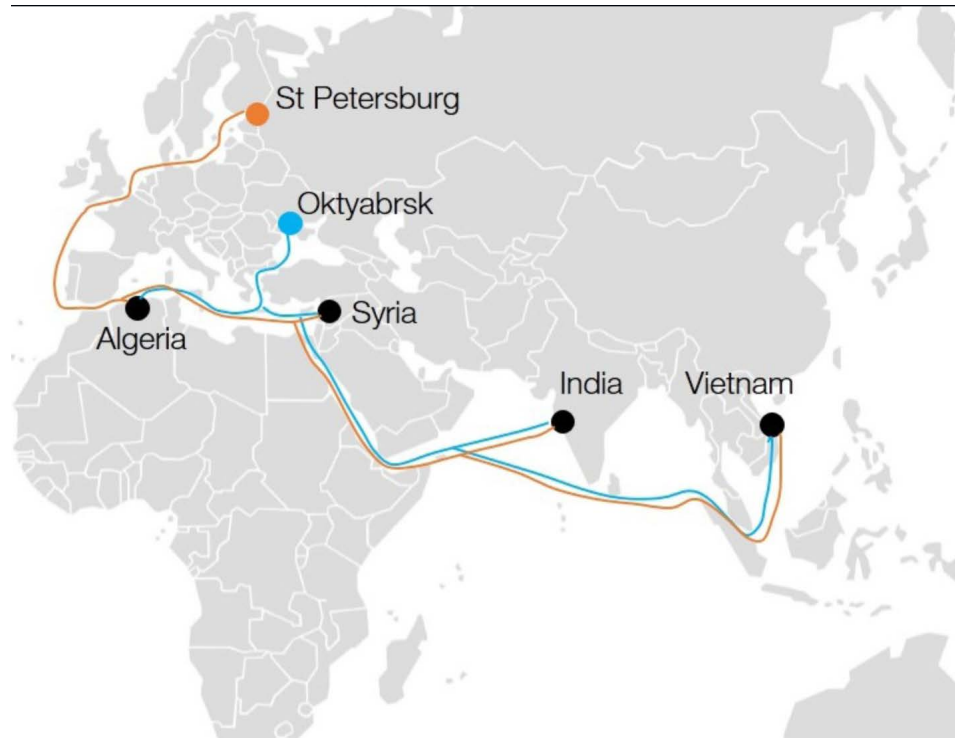 St Petersburg
Oktyabrsk
Syria
Algeria
India
Vietnam